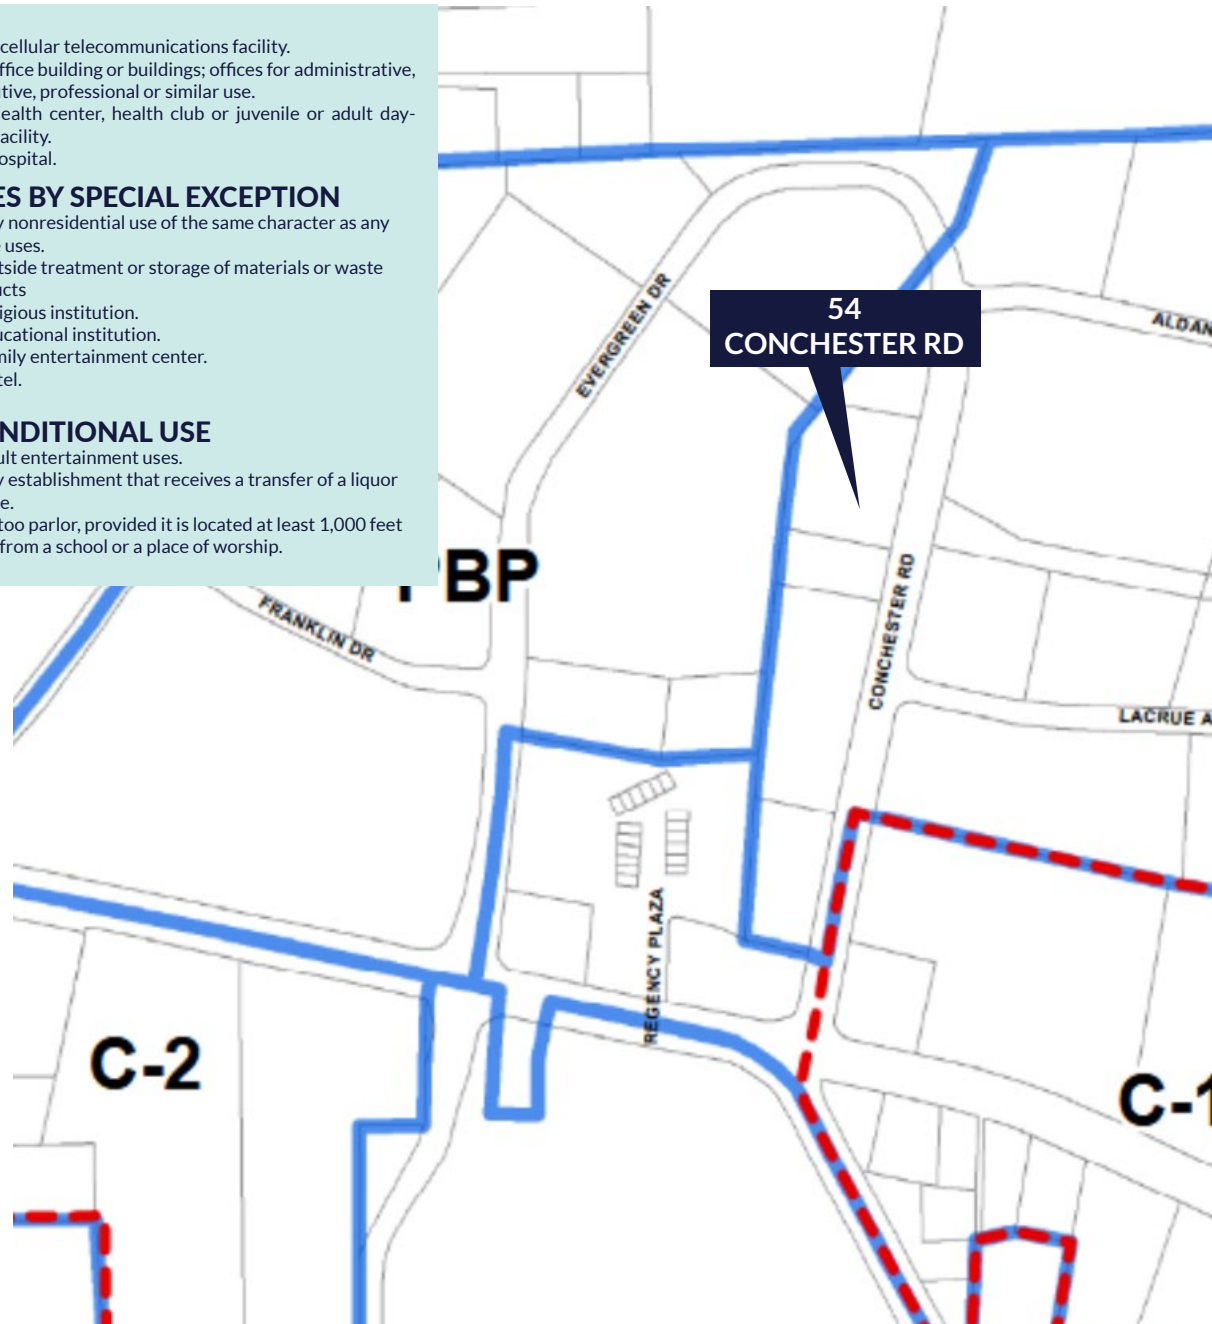 cellular telecommunications facility.
ffice building or buildings; offices for administrative,
tive, professional or similar use.
ealth center, health club or juvenile or adult day-
acility.
ospital.
ES BY SPECIAL EXCEPTION
y nonresidential use of the same character as any
e uses.
tside treatment or storage of materials or waste
ucts
igious institution.
ucational institution.
mily entertainment center.
tel.
NDITIONAL USE
ult entertainment uses.
y establishment that receives a transfer of a liquor
e.
too parlor, provided it is located at least 1,000 feet
from a school or a place of worship.
EVERGREEN DR
54
CONCHESTER RD
ALDAN
PBP
FRANKLIN DR
CONCHESTER RD
LACRUE A
REGENCY PLAZA
C-2
C-1